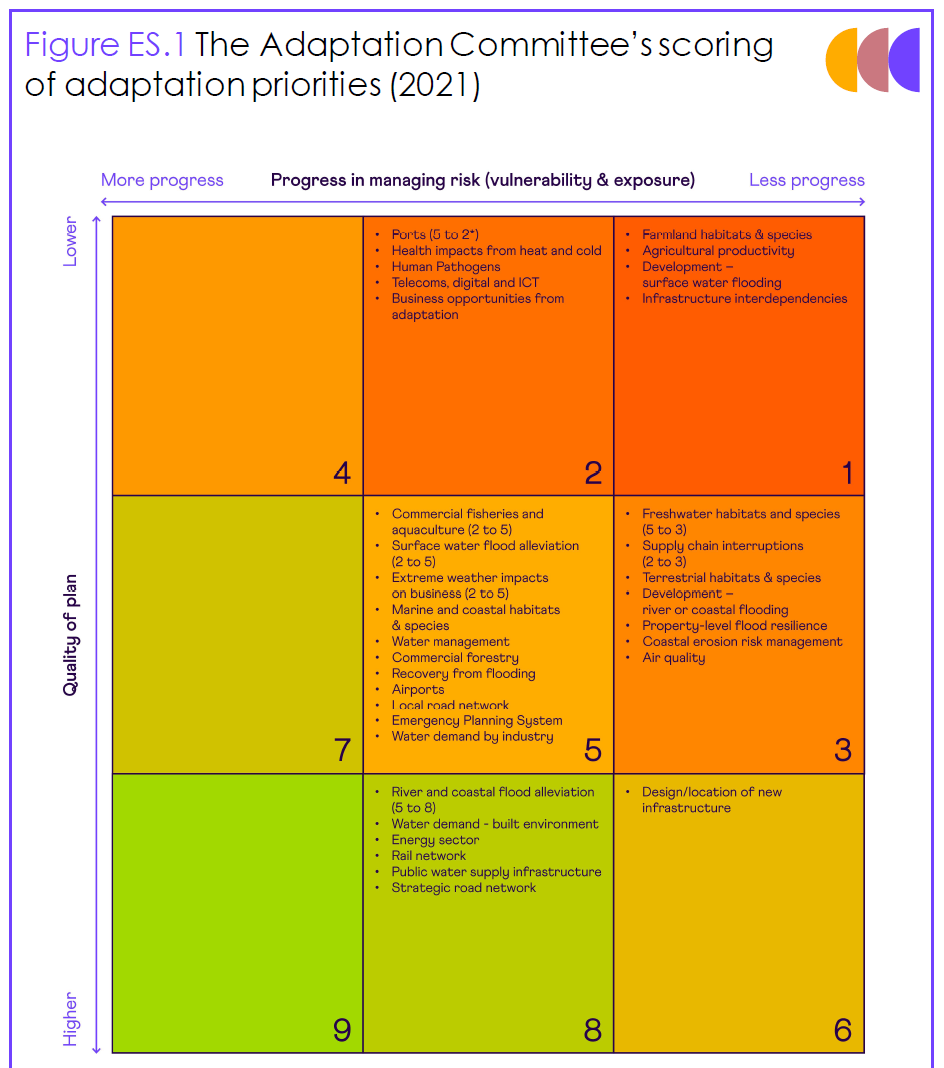 Figure ES.1 The Adaptation Committee's scoring
of adaptation priorities (2021)
More progress
Progress in managing risk (vulnerability & exposure)
Less progress
Lower
Quality of plan
Higher
• Ports (5 to 2*)
• Health impacts from heat and cold
• Human Pathogens
• Telecoms, digital and ICT
• Business opportunities from
adaptation
• Farmland habitats & species
• Agricultural productivity
• Development –
surface water flooding
• Infrastructure interdependencies
4
2
1
• Commercial fisheries and
aquaculture (2 to 5)
• Surface water flood alleviation
(2 to 5)
• Extreme weather impacts
on business (2 to 5)
• Marine and coastal habitats
& species
• Water management
• Commercial forestry
• Recovery from flooding
• Airports
• Local road network
• Emergency Planning System
• Water demand by industry
• Freshwater habitats and species
(5 to 3)
• Supply chain interruptions
(2 to 3)
• Terrestrial habitats & species
• Development –
river or coastal flooding
• Property-level flood resilience
• Coastal erosion risk management
• Air quality
7
5
3
• River and coastal flood alleviation
(5 to 8)
• Water demand - built environment
• Energy sector
• Rail network
• Public water supply infrastructure
• Strategic road network
• Design/location of new
infrastructure
9
8
6